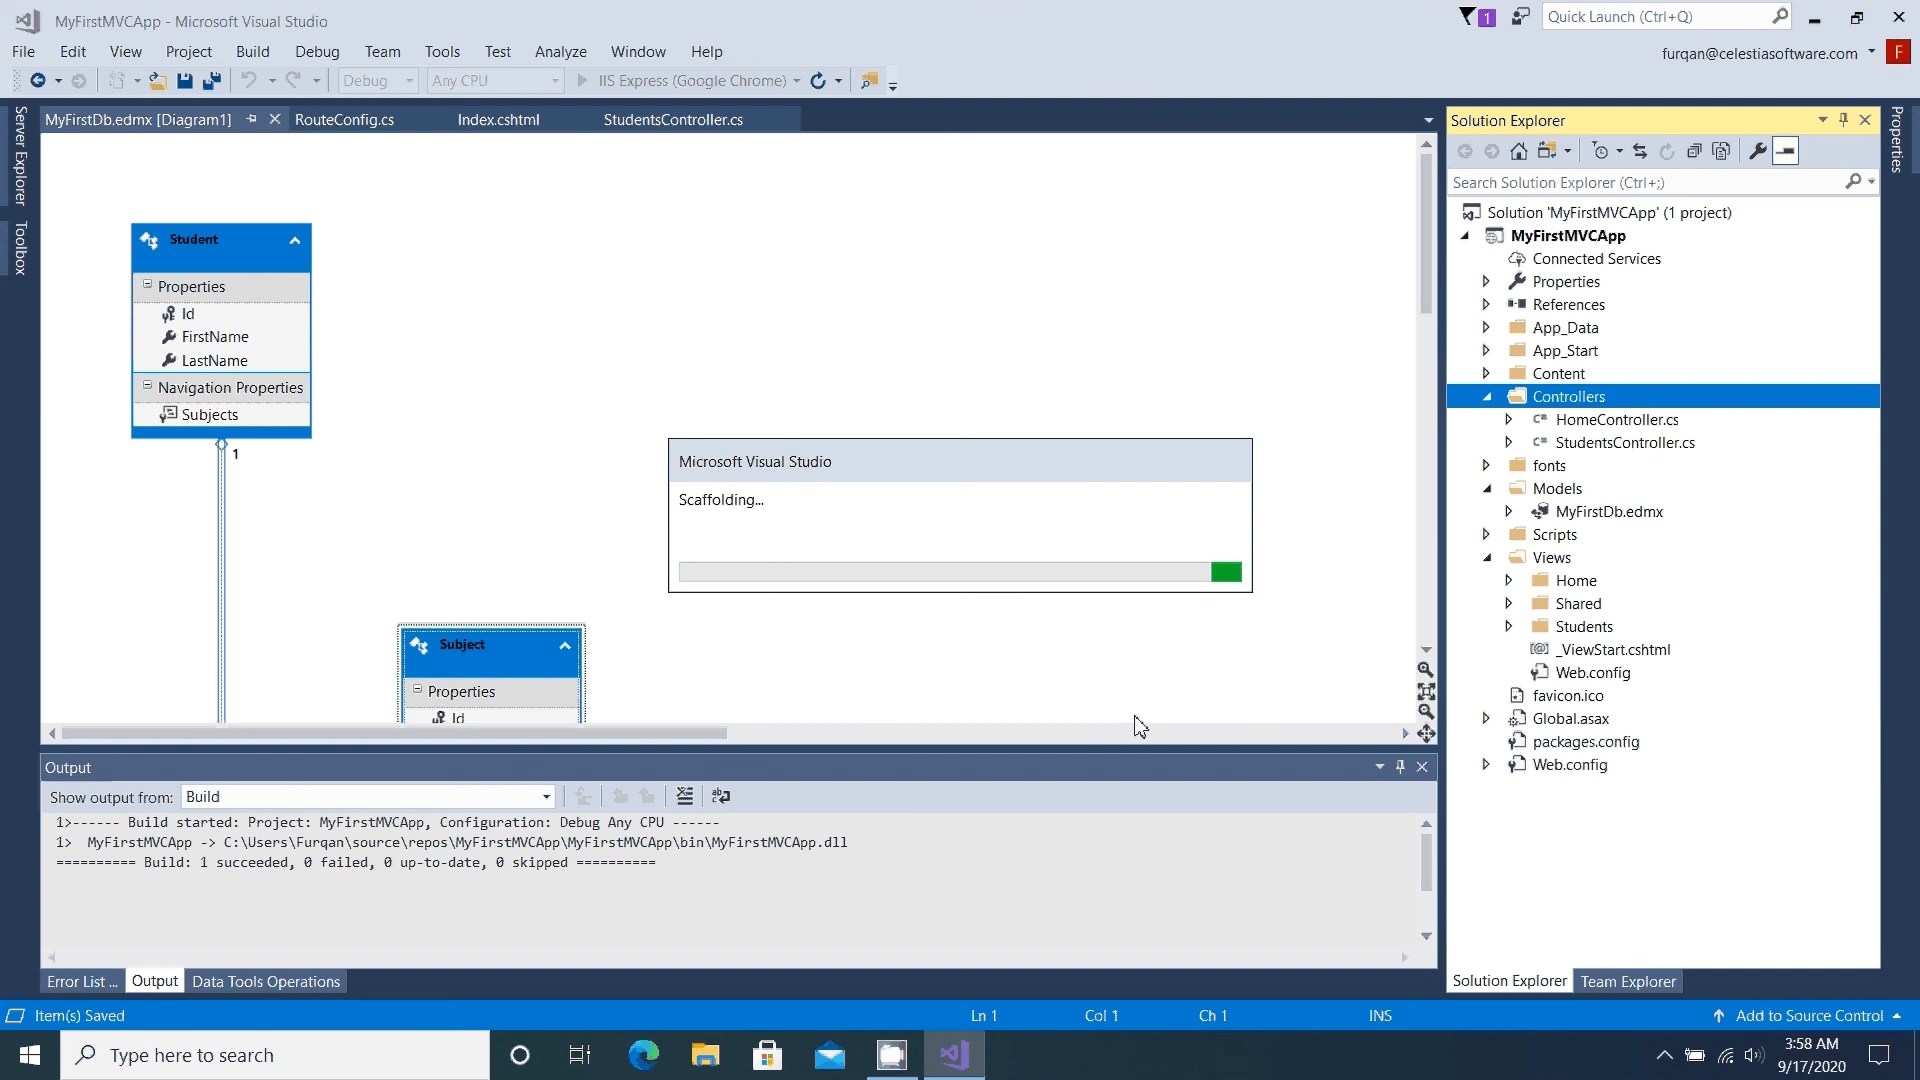 MyFirstMVCApp - Microsoft Visual Studio
1
Quick Launch (Ctrl+Q)
File Edit View Project Build Debug Team Tools Test Analyze Window Help
furqan@celestiasoftware.com
F
Debug Any CPU IIS Express (Google Chrome)
Server Explorer
Toolbox
MyFirstDb.edmx [Diagram1] RouteConfig.cs Index.cshtml StudentsController.cs
Student
Properties
Id
FirstName
LastName
Navigation Properties
Subjects
1
Microsoft Visual Studio
Scaffolding...
Subject
Properties
Id
Output
Show output from: Build
1>------ Build started: Project: MyFirstMVCApp, Configuration: Debug Any CPU ------
1>  MyFirstMVCApp -> C:\Users\Furqan\source\repos\MyFirstMVCApp\MyFirstMVCApp\bin\MyFirstMVCApp.dll
========== Build: 1 succeeded, 0 failed, 0 up-to-date, 0 skipped ==========
Error List ... Output Data Tools Operations
Solution Explorer
Search Solution Explorer (Ctrl+;)
Solution 'MyFirstMVCApp' (1 project)
MyFirstMVCApp
Connected Services
Properties
References
App_Data
App_Start
Content
Controllers
HomeController.cs
StudentsController.cs
fonts
Models
MyFirstDb.edmx
Scripts
Views
Home
Shared
Students
_ViewStart.cshtml
Web.config
favicon.ico
Global.asax
packages.config
Web.config
Solution Explorer Team Explorer
Properties
Item(s) Saved Ln 1 Col 1 Ch 1 INS Add to Source Control
Type here to search
3:58 AM
9/17/2020